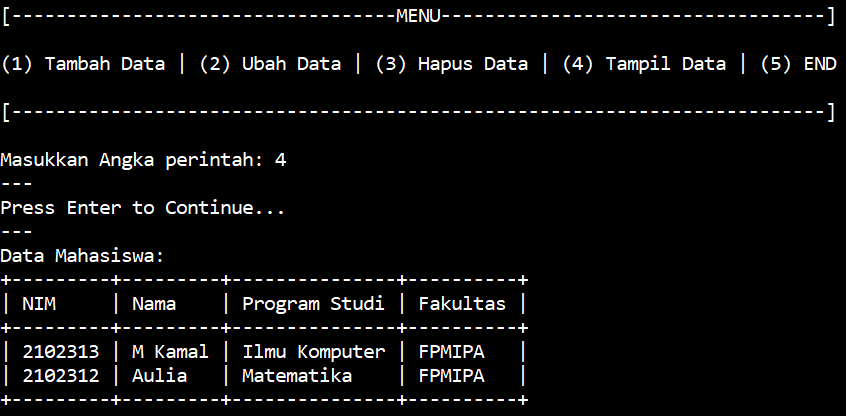 [-----------------------------------MENU-----------------------------------]
(1) Tambah Data | (2) Ubah Data | (3) Hapus Data | (4) Tampil Data | (5) END
[--------------------------------------------------------------------------]
Masukkan Angka perintah: 4
---
Press Enter to Continue...
---
Data Mahasiswa:
+---------+---------+---------------+----------+
| NIM     | Nama    | Program Studi | Fakultas |
+---------+---------+---------------+----------+
| 2102313 | M Kamal | Ilmu Komputer | FPMIPA   |
| 2102312 | Aulia   | Matematika    | FPMIPA   |
+---------+---------+---------------+----------+